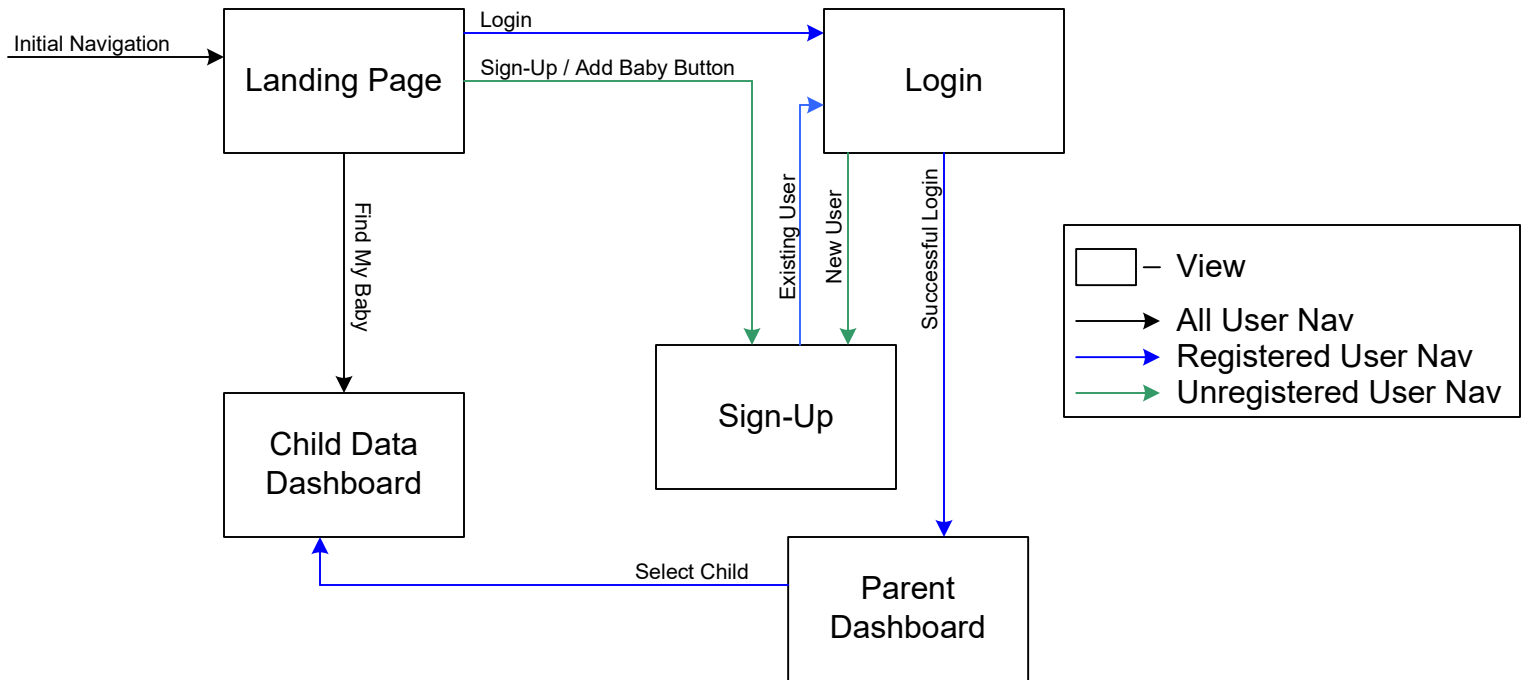 Initial Navigation
Landing Page
Login
Sign-Up / Add Baby Button
Login
Find My Baby
Existing User
New User
Successful Login
View
All User Nav
Registered User Nav
Unregistered User Nav
Sign-Up
Child Data
Dashboard
Select Child
Parent
Dashboard